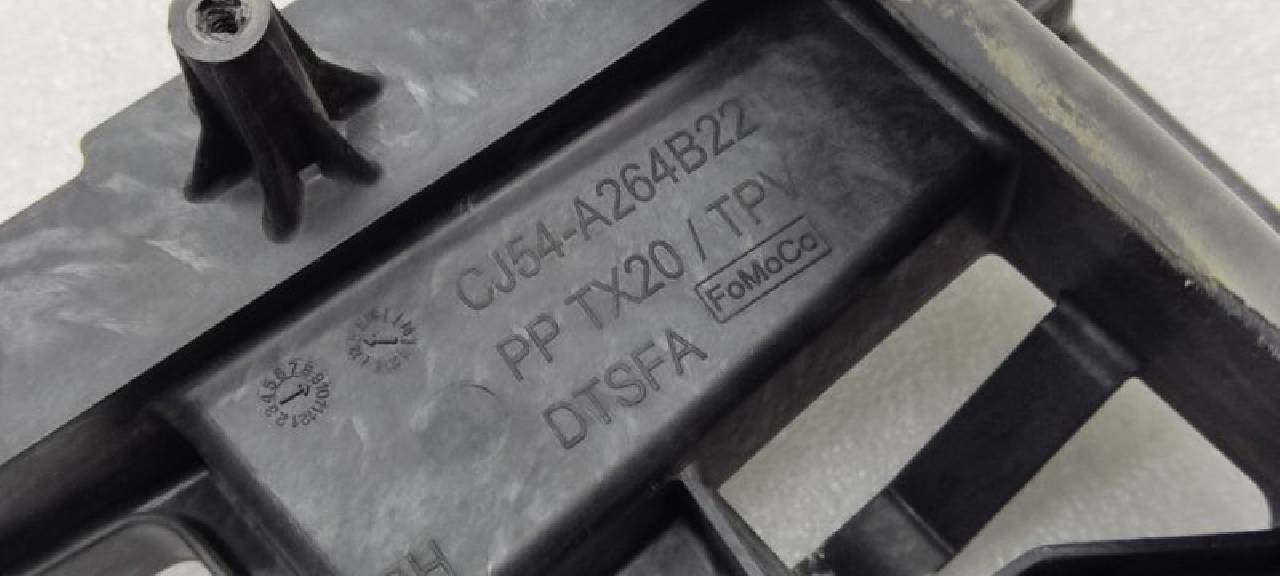 CJ54-A264B22
PP TX20 / TPV
FoMoCo
DTSFA